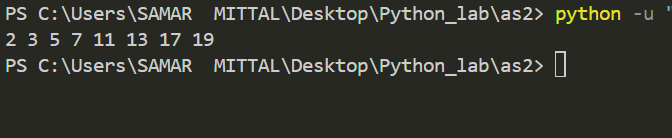 PS C:\Users\SAMAR  MITTAL\Desktop\Python_lab\as2> python -u "
2 3 5 7 11 13 17 19
PS C:\Users\SAMAR  MITTAL\Desktop\Python_lab\as2>